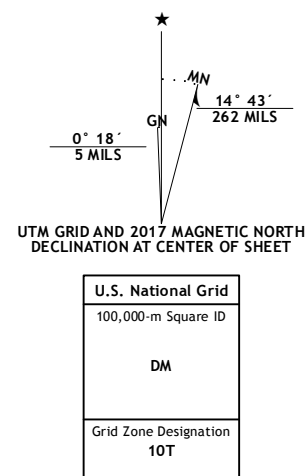 ★
MN
GN
14° 43´
262 MILS
0° 18´
5 MILS
UTM GRID AND 2017 MAGNETIC NORTH
DECLINATION AT CENTER OF SHEET
U.S. National Grid
100,000-m Square ID
DM
Grid Zone Designation
10T